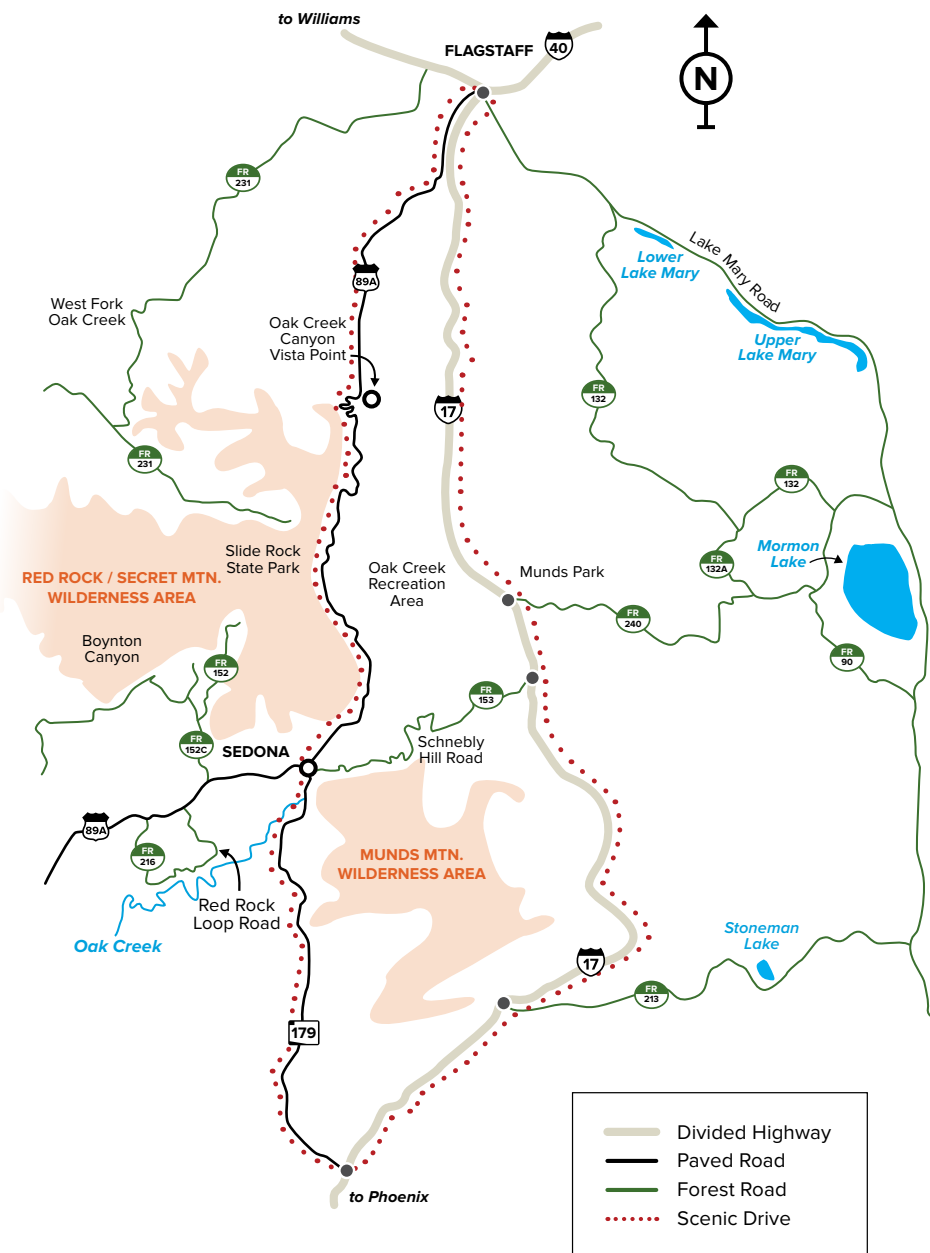 to Williams
FLAGSTAFF
40
N
FR
231
Lake Mary Road
Lower
Lake Mary
89A
West Fork
Oak Creek
Oak Creek
Canyon
Vista Point
Upper
Lake Mary
FR
132
17
FR
231
FR
132
Slide Rock
State Park
Oak Creek
Recreation
Area
Munds Park
Mormon
Lake
FR
132A
RED ROCK / SECRET MTN.
WILDERNESS AREA
FR
240
Boynton
Canyon
FR
152
FR
90
FR
153
FR
152C
SEDONA
Schnebly
Hill Road
89A
FR
216
MUNDS MTN.
WILDERNESS AREA
Red Rock
Loop Road
Oak Creek
Stoneman
Lake
17
FR
213
179
to Phoenix
Divided Highway
Paved Road
Forest Road
Scenic Drive